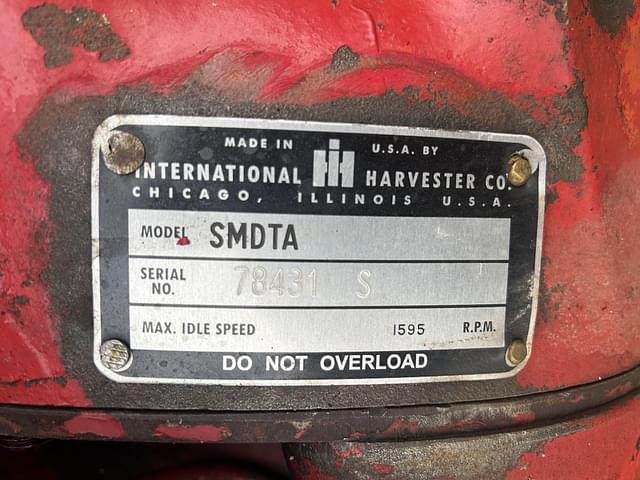 MADE IN U.S.A. BY
INTERNATIONAL IH HARVESTER CO.
CHICAGO, ILLINOIS U.S.A.
MODEL SMDTA
SERIAL NO. 78431 S
MAX. IDLE SPEED 1595 R.P.M.
DO NOT OVERLOAD